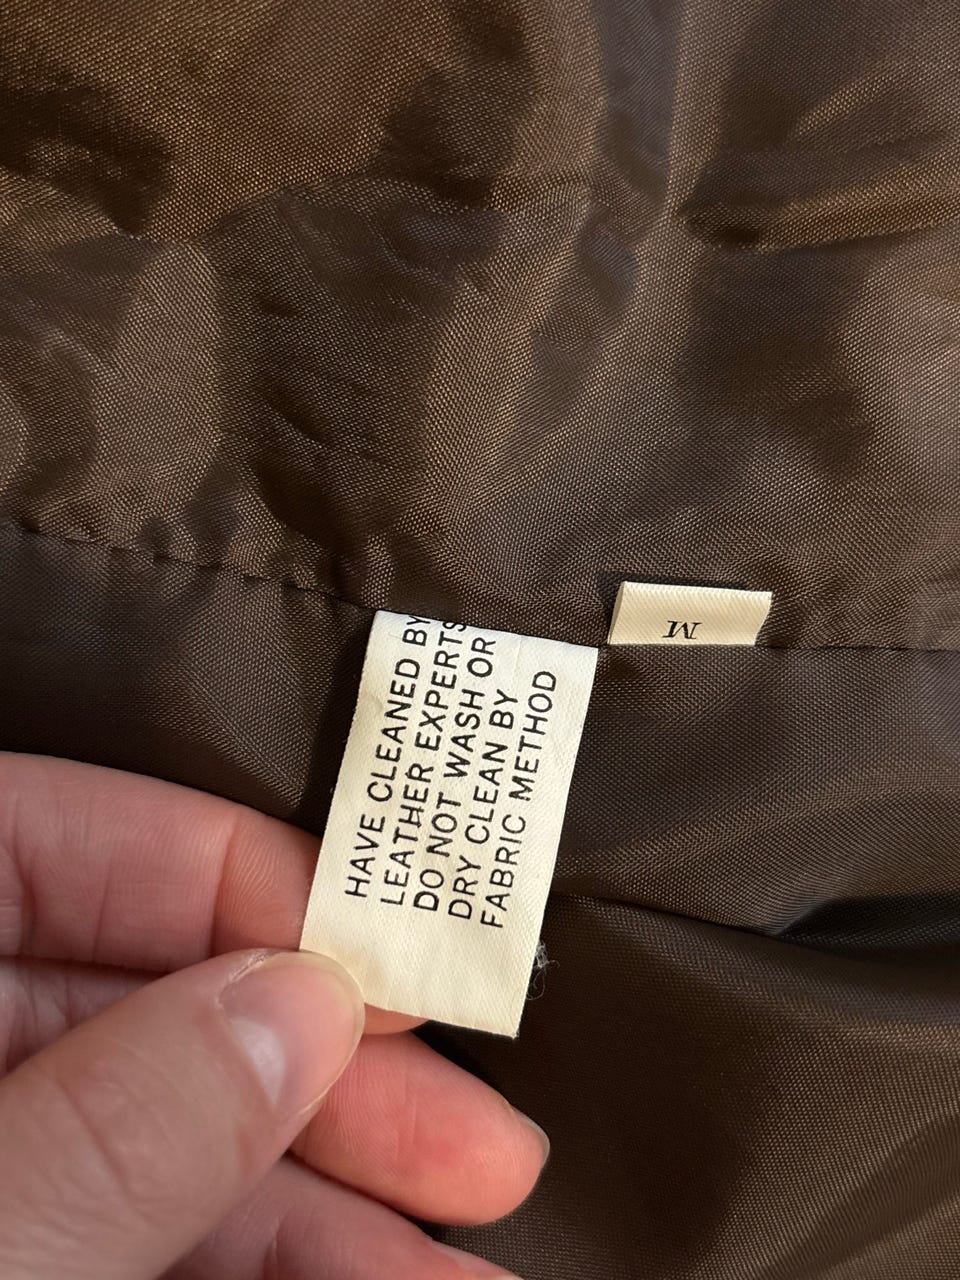 HAVE CLEANED BY
LEATHER EXPERTS
DO NOT WASH OR
DRY CLEAN BY
FABRIC METHOD
M